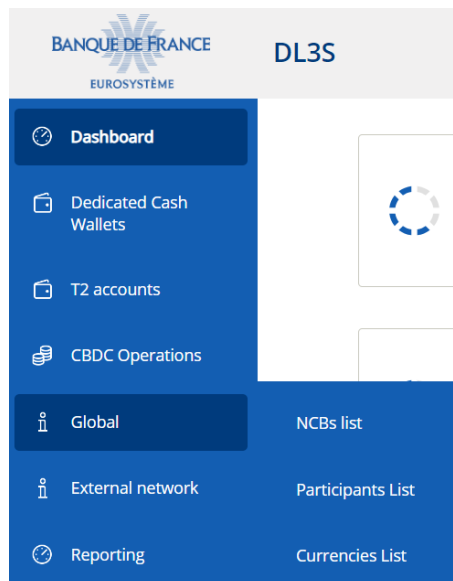 BANQUE DE FRANCE
EUROSYSTÈME
DL3S
Dashboard
Dedicated Cash
Wallets
T2 accounts
CBDC Operations
Global
NCBs list
External network
Participants List
Reporting
Currencies List